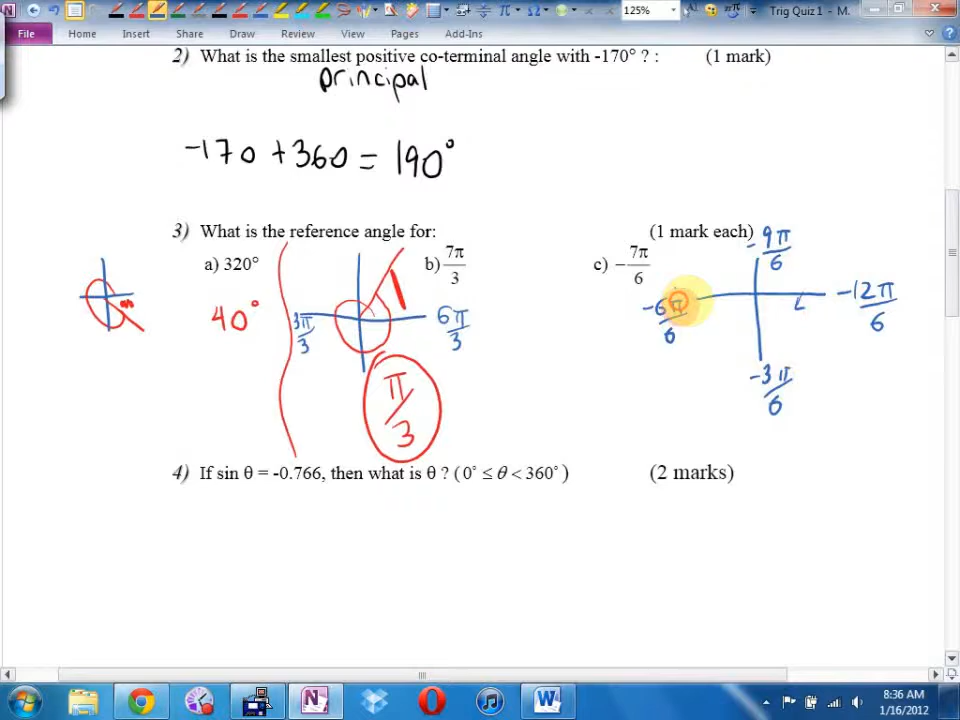 125%
Trig Quiz 1 - M.
File Home Insert Share Draw Review View Pages Add-Ins
2) What is the smallest positive co-terminal angle with -170° ? : (1 mark)
principal
-170 +360 = 190°
3) What is the reference angle for: (1 mark each)
a) 320°
b) 7π/3
c) -7π/6
40°
3π/3
6π/3
π/3
-9π/6
-6π/6
-12π/6
-3π/6
4) If sin θ = -0.766, then what is θ ? ( 0° ≤ θ < 360° ) (2 marks)
8:36 AM
1/16/2012